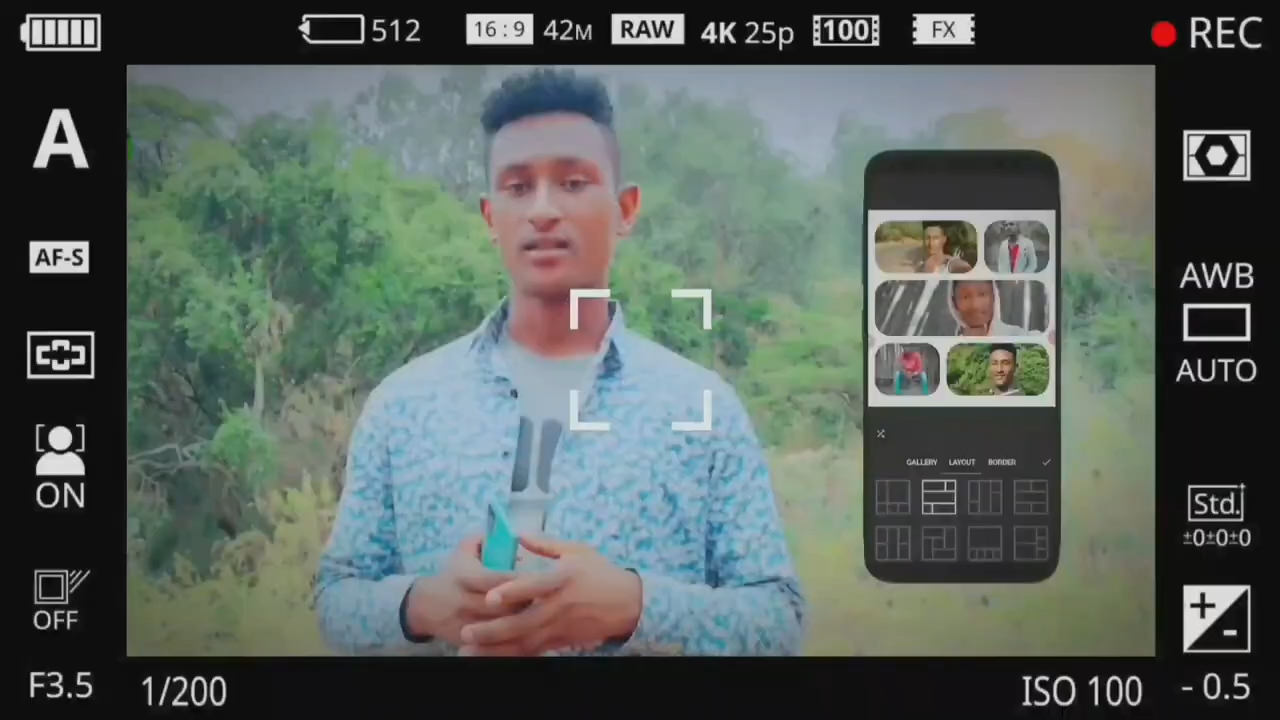 512 16:9 42M RAW 4K 25p 100 FX REC
A
AF-S
ON
OFF
F3.5
1/200
GALLERY LAYOUT BORDER
AWB
AUTO
Std.
±0±0±0
+ -
ISO 100
- 0.5